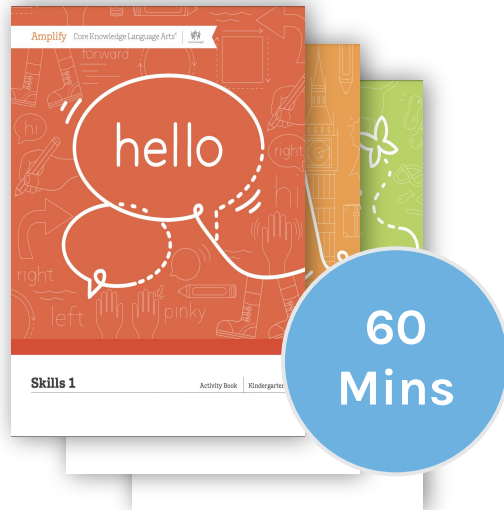 Amplify Core Knowledge Language Arts®
forward
hi
hello
right
hi
right
left
pinky
Skills 1
Activity Book
60
Mins